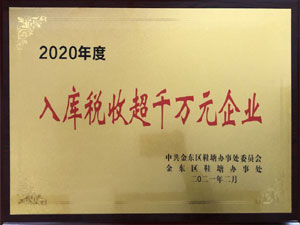 2020年度
入库税收超千万元企业
中共金东区鞋塘办事处委员会
金东区鞋塘办事处
二〇二一年二月